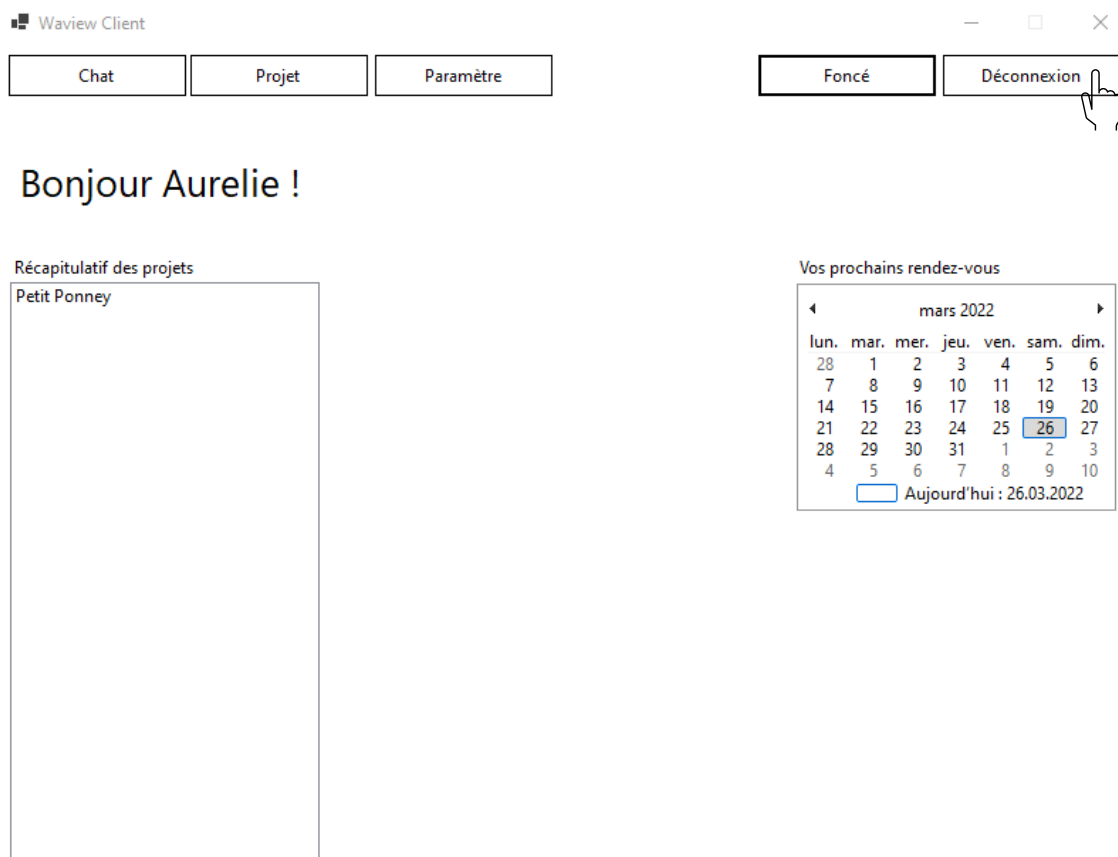 Waview Client
Chat Projet Paramètre Foncé Déconnexion
Bonjour Aurelie !
Récapitulatif des projets
Petit Ponney
Vos prochains rendez-vous
mars 2022
lun. mar. mer. jeu. ven. sam. dim.
28 1 2 3 4 5 6
7 8 9 10 11 12 13
14 15 16 17 18 19 20
21 22 23 24 25 26 27
28 29 30 31 1 2 3
4 5 6 7 8 9 10
Aujourd'hui : 26.03.2022